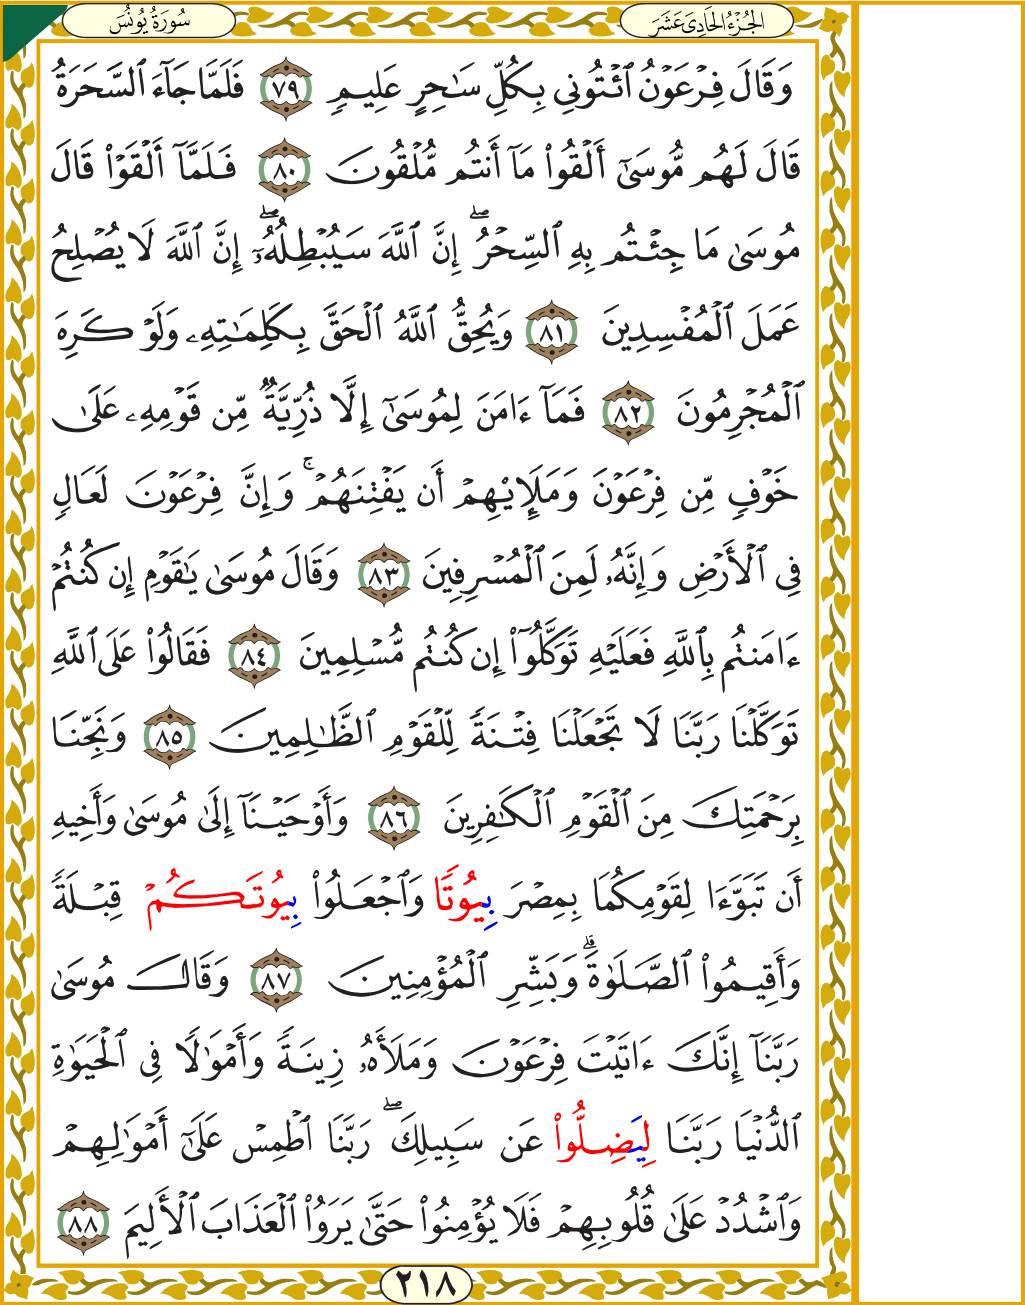 الجُزْءُ الحَادِىَ عَشَرَ
سُورَةُ يُونُسَ
وَقَالَ فِرْعَوْنُ ٱئْتُونِي بِكُلِّ سَٰحِرٍ عَلِيمٖ ٧٩ فَلَمَّا جَآءَ ٱلسَّحَرَةُ
قَالَ لَهُم مُّوسَىٰٓ أَلْقُوا۟ مَآ أَنتُم مُّلْقُونَ ٨٠ فَلَمَّآ أَلْقَوْا۟ قَالَ
مُوسَىٰ مَا جِئْتُم بِهِ ٱلسِّحْرُۖ إِنَّ ٱللَّهَ سَيُبْطِلُهُۥٓۖ إِنَّ ٱللَّهَ لَا يُصْلِحُ
عَمَلَ ٱلْمُفْسِدِينَ ٨١ وَيُحِقُّ ٱللَّهُ ٱلْحَقَّ بِكَلِمَٰتِهِۦ وَلَوْ كَرِهَ
ٱلْمُجْرِمُونَ ٨٢ فَمَآ ءَامَنَ لِمُوسَىٰٓ إِلَّا ذُرِّيَّةٌ مِّن قَوْمِهِۦ عَلَىٰ
خَوْفٍ مِّن فِرْعَوْنَ وَمَلَإِيْهِمْ أَن يَفْتِنَهُمْۚ وَإِنَّ فِرْعَوْنَ لَعَالٍ
فِي ٱلْأَرْضِ وَإِنَّهُۥ لَمِنَ ٱلْمُسْرِفِينَ ٨٣ وَقَالَ مُوسَىٰ يَٰقَوْمِ إِن كُنتُمْ
ءَامَنتُم بِٱللَّهِ فَعَلَيْهِ تَوَكَّلُوٓا۟ إِن كُنتُم مُّسْلِمِينَ ٨٤ فَقَالُوا۟ عَلَى ٱللَّهِ
تَوَكَّلْنَا رَبَّنَا لَا تَجْعَلْنَا فِتْنَةً لِّلْقَوْمِ ٱلظَّٰلِمِينَ ٨٥ وَنَجِّنَا
بِرَحْمَتِكَ مِنَ ٱلْقَوْمِ ٱلْكَٰفِرِينَ ٨٦ وَأَوْحَيْنَآ إِلَىٰ مُوسَىٰ وَأَخِيهِ
أَن تَبَوَّءَا لِقَوْمِكُمَا بِمِصْرَ بِيُوتًا وَٱجْعَلُوا۟ بِيُوتَكُمْ قِبْلَةً
وَأَقِيمُوا۟ ٱلصَّلَوٰةَۗ وَبَشِّرِ ٱلْمُؤْمِنِينَ ٨٧ وَقَالَ مُوسَىٰ
رَبَّنَآ إِنَّكَ ءَاتَيْتَ فِرْعَوْنَ وَمَلَأَهُۥ زِينَةً وَأَمْوَٰلًا فِي ٱلْحَيَوٰةِ
ٱلدُّنْيَا رَبَّنَا لِيَضِلُّوا۟ عَن سَبِيلِكَۖ رَبَّنَا ٱطْمِسْ عَلَىٰٓ أَمْوَٰلِهِمْ
وَٱشْدُدْ عَلَىٰ قُلُوبِهِمْ فَلَا يُؤْمِنُوا۟ حَتَّىٰ يَرَوُا۟ ٱلْعَذَابَ ٱلْأَلِيمَ ٨٨
٢١٨